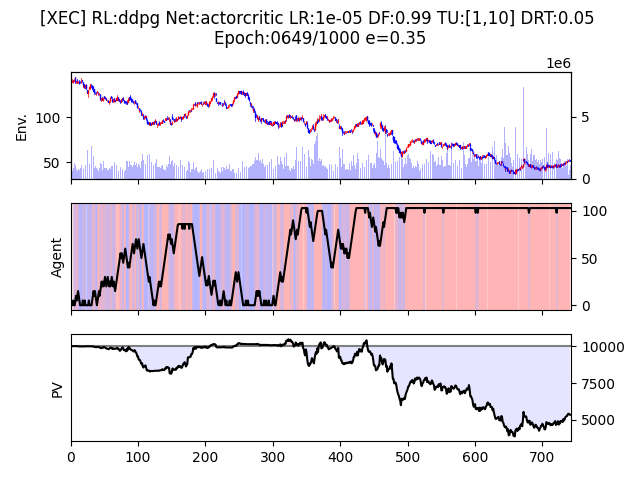 [XEC] RL:ddpg Net:actorcritic LR:1e-05 DF:0.99 TU:[1,10] DRT:0.05
Epoch:0649/1000 e=0.35
1e6
Env.
100
50
5
0
Agent
100
50
0
PV
10000
7500
5000
0 100 200 300 400 500 600 700